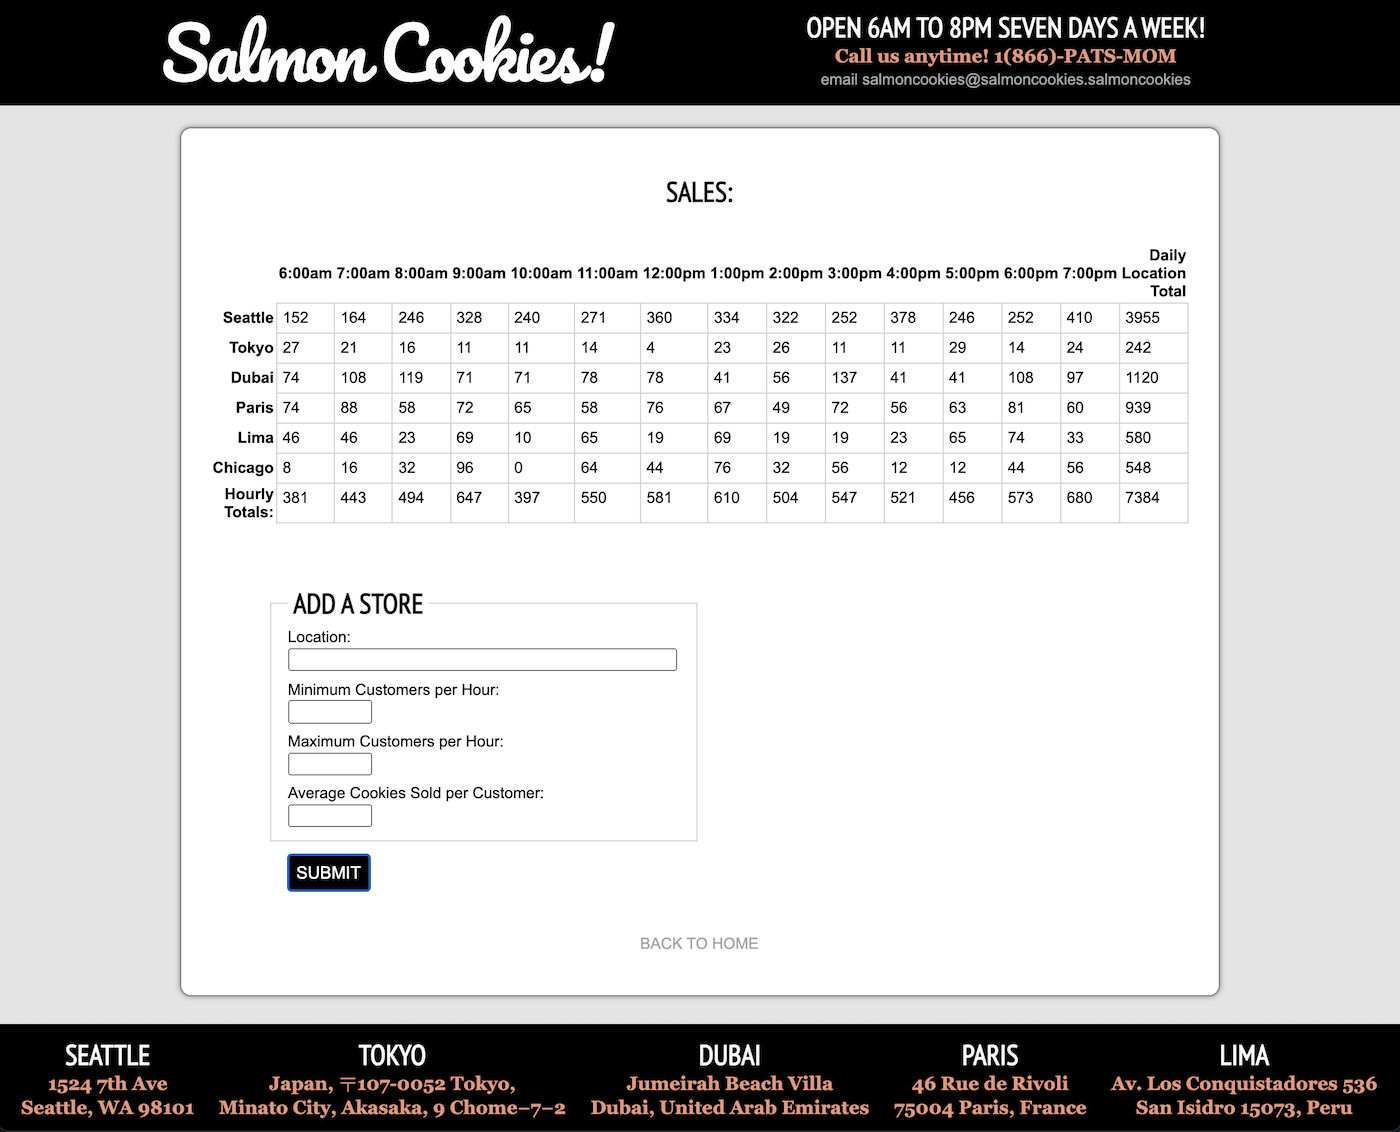 Salmon Cookies!
OPEN 6AM TO 8PM SEVEN DAYS A WEEK!
Call us anytime! 1(866)-PATS-MOM
email salmoncookies@salmoncookies.salmoncookies
SALES:
6:00am 7:00am 8:00am 9:00am 10:00am 11:00am 12:00pm 1:00pm 2:00pm 3:00pm 4:00pm 5:00pm 6:00pm 7:00pm Daily Location Total
Seattle 152 164 246 328 240 271 360 334 322 252 378 246 252 410 3955
Tokyo 27 21 16 11 11 14 4 23 26 11 11 29 14 24 242
Dubai 74 108 119 71 71 78 78 41 56 137 41 41 108 97 1120
Paris 74 88 58 72 65 58 76 67 49 72 56 63 81 60 939
Lima 46 46 23 69 10 65 19 69 19 19 23 65 74 33 580
Chicago 8 16 32 96 0 64 44 76 32 56 12 12 44 56 548
Hourly Totals: 381 443 494 647 397 550 581 610 504 547 521 456 573 680 7384
ADD A STORE
Location:
Minimum Customers per Hour:
Maximum Customers per Hour:
Average Cookies Sold per Customer:
SUBMIT
BACK TO HOME
SEATTLE
1524 7th Ave
Seattle, WA 98101
TOKYO
Japan, 〒107-0052 Tokyo,
Minato City, Akasaka, 9 Chome−7−2
DUBAI
Jumeirah Beach Villa
Dubai, United Arab Emirates
PARIS
46 Rue de Rivoli
75004 Paris, France
LIMA
Av. Los Conquistadores 536
San Isidro 15073, Peru